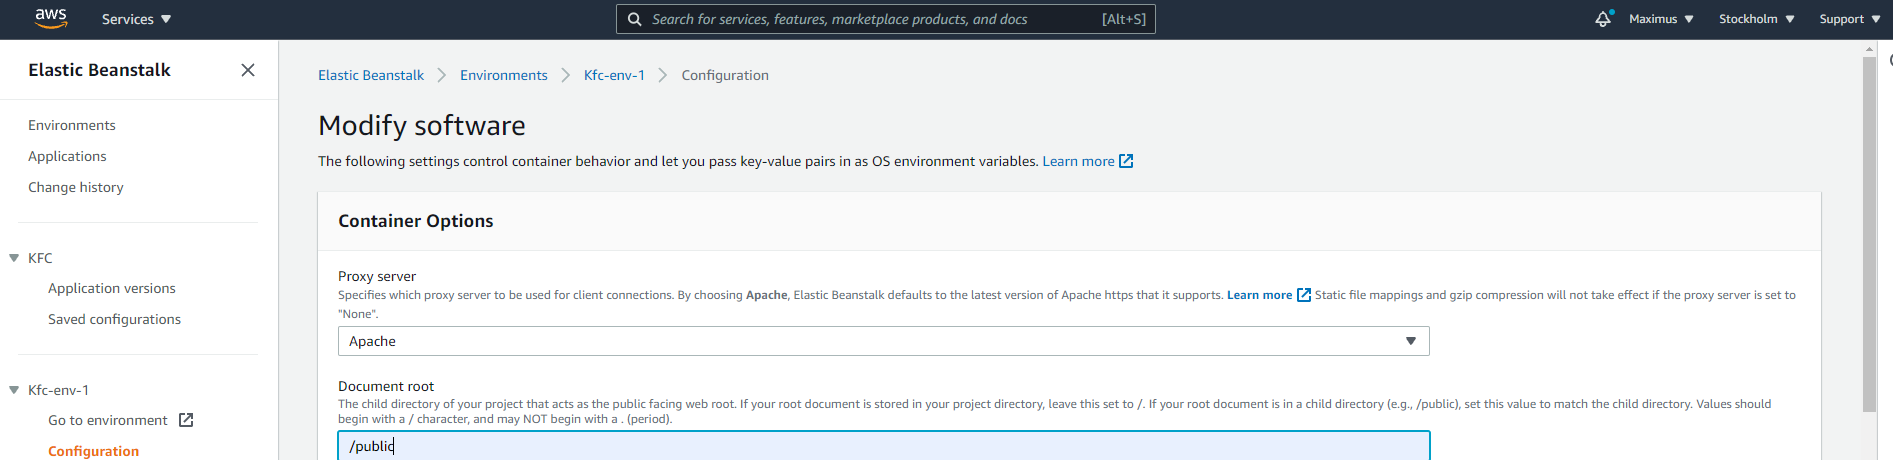 aws
Services
Search for services, features, marketplace products, and docs
[Alt+S]
Maximus
Stockholm
Support
Elastic Beanstalk
Environments
Applications
Change history
KFC
Application versions
Saved configurations
Kfc-env-1
Go to environment
Configuration
Elastic Beanstalk
Environments
Kfc-env-1
Configuration
Modify software
The following settings control container behavior and let you pass key-value pairs in as OS environment variables. Learn more
Container Options
Proxy server
Specifies which proxy server to be used for client connections. By choosing Apache, Elastic Beanstalk defaults to the latest version of Apache https that it supports. Learn more Static file mappings and gzip compression will not take effect if the proxy server is set to
"None".
Apache
Document root
The child directory of your project that acts as the public facing web root. If your root document is stored in your project directory, leave this set to /. If your root document is in a child directory (e.g., /public), set this value to match the child directory. Values should
begin with a / character, and may NOT begin with a . (period).
/public